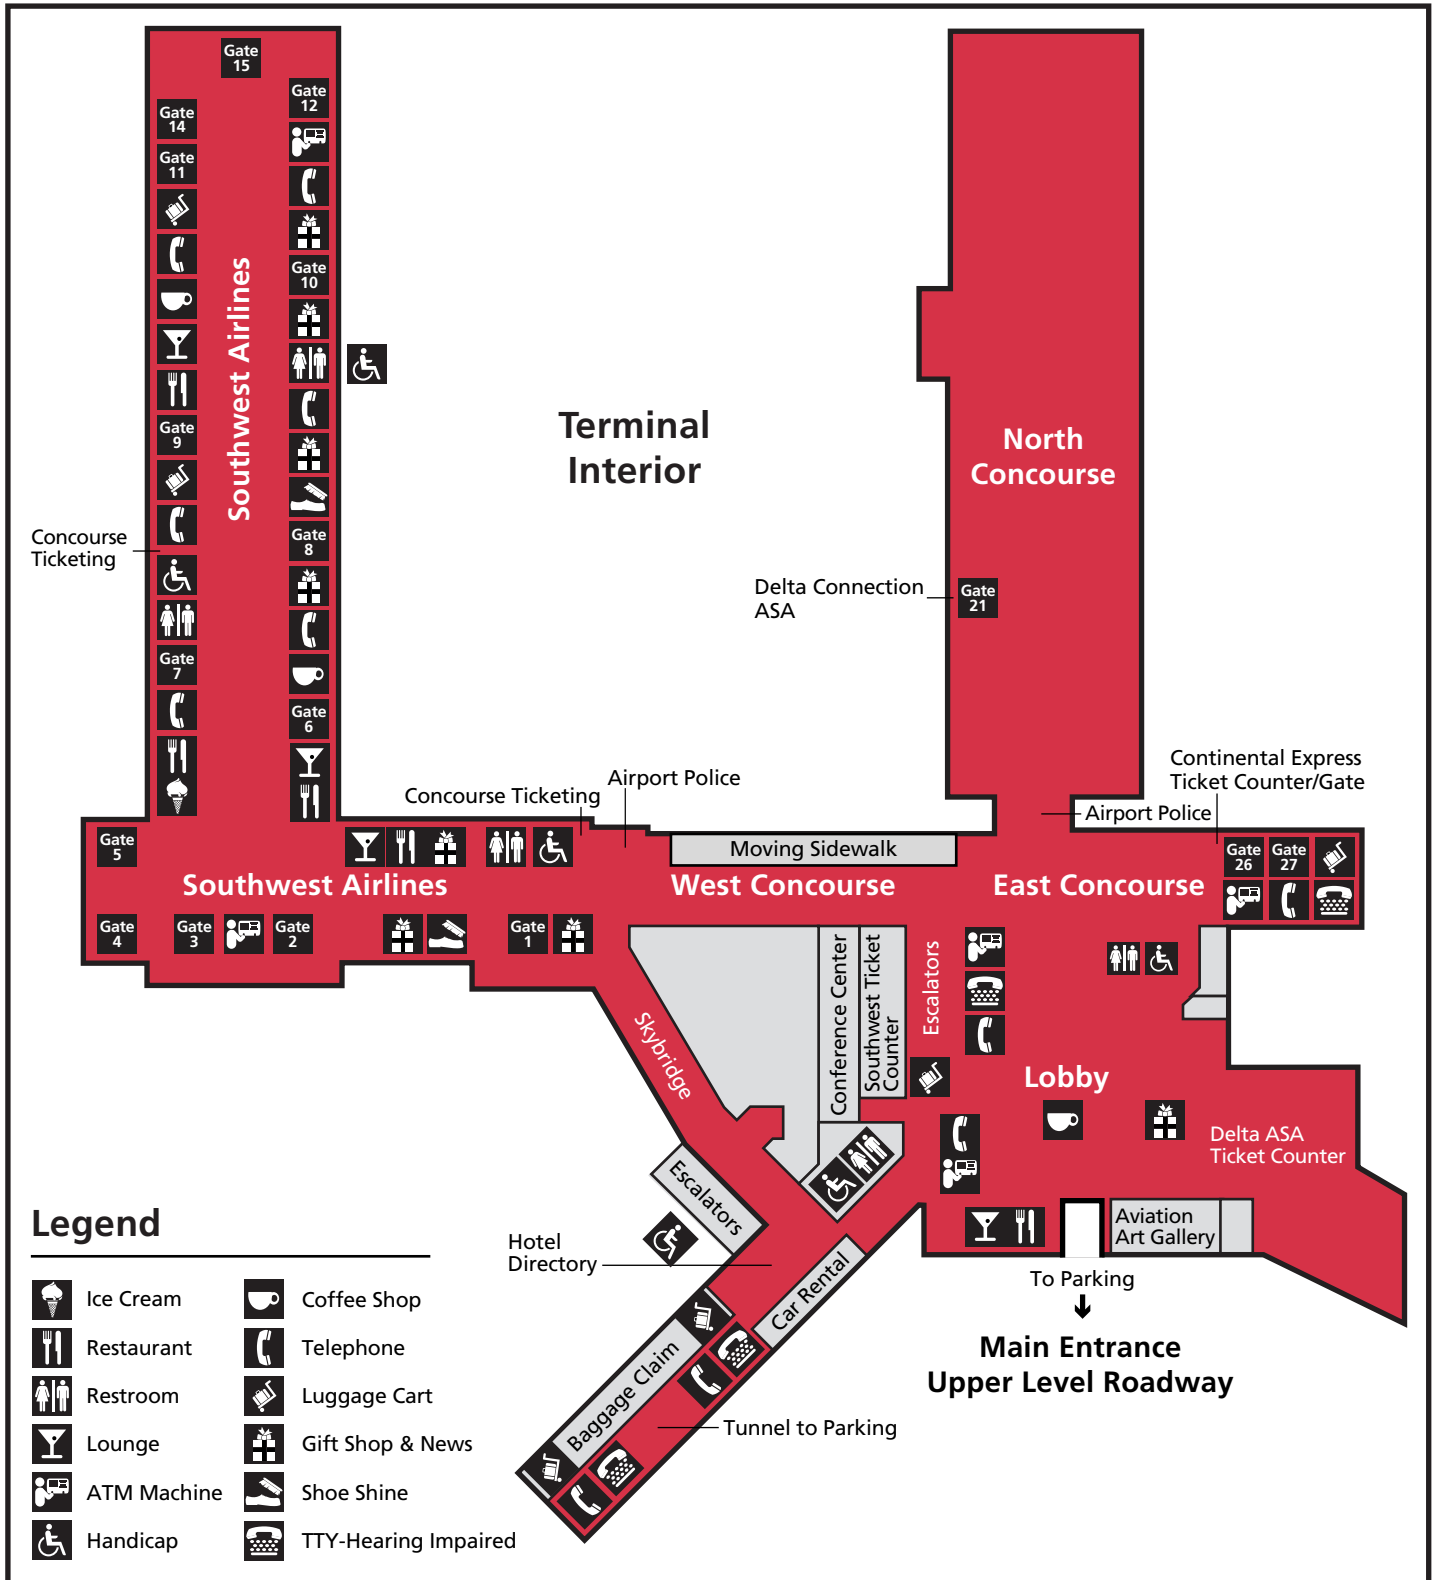 Gate
15
Gate
12
Gate
14
Gate
11
Gate
10
Southwest Airlines
Gate
9
Terminal
Interior
North
Concourse
Concourse
Ticketing
Gate
8
Delta Connection
ASA
Gate
21
Gate
7
Gate
6
Continental Express
Ticket Counter/Gate
Airport Police
Concourse Ticketing
Airport Police
Gate
5
Moving Sidewalk
Gate
26
Gate
27
Southwest Airlines
West Concourse
East Concourse
Gate
4
Gate
3
Gate
2
Gate
1
Skybridge
Conference Center
Southwest Ticket
Counter
Escalators
Lobby
Delta ASA
Ticket Counter
Escalators
Aviation
Art Gallery
Hotel
Directory
Car Rental
To Parking
Main Entrance
Upper Level Roadway
Baggage Claim
Tunnel to Parking
Legend
Ice Cream
Coffee Shop
Restaurant
Telephone
Restroom
Luggage Cart
Lounge
Gift Shop & News
ATM Machine
Shoe Shine
Handicap
TTY-Hearing Impaired